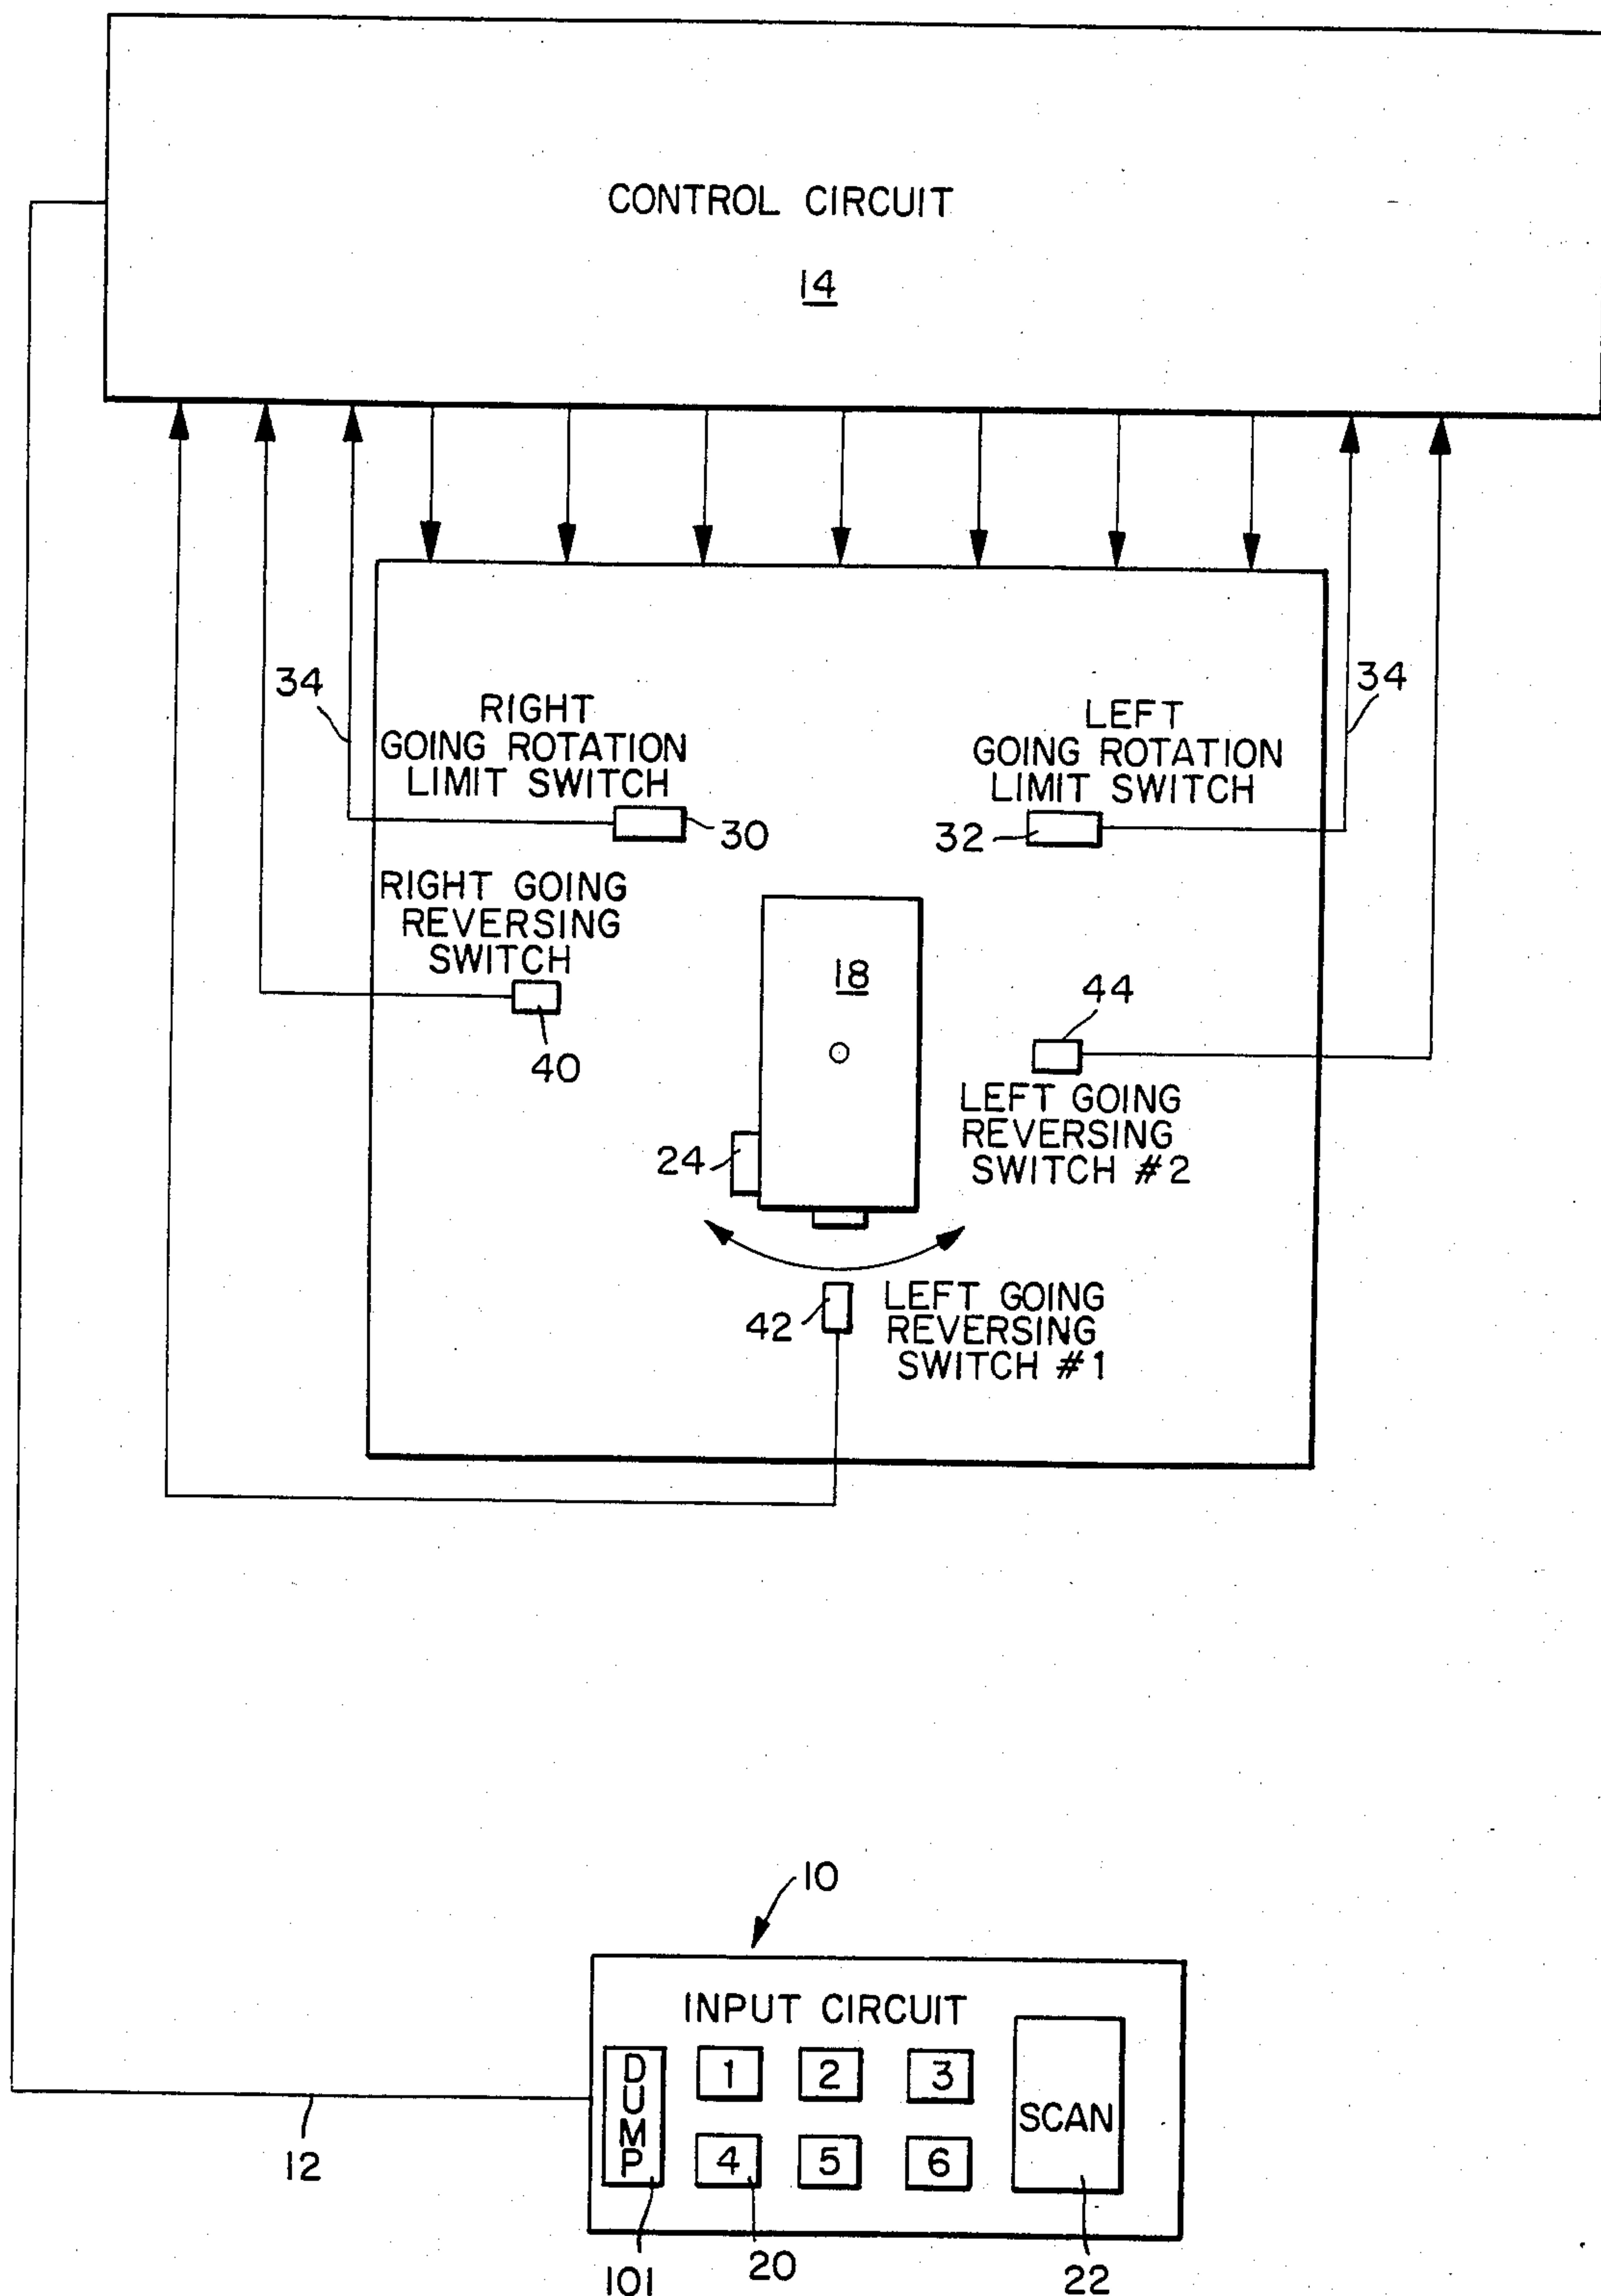 CONTROL CIRCUIT
14
34
RIGHT
GOING ROTATION
LIMIT SWITCH
30
LEFT
GOING ROTATION
LIMIT SWITCH
32
34
RIGHT GOING
REVERSING
SWITCH
40
18
44
LEFT GOING
REVERSING
SWITCH #2
24
42
LEFT GOING
REVERSING
SWITCH #1
10
INPUT CIRCUIT
DUMP
1 2 3
4 5 6
SCAN
12
101
20
22